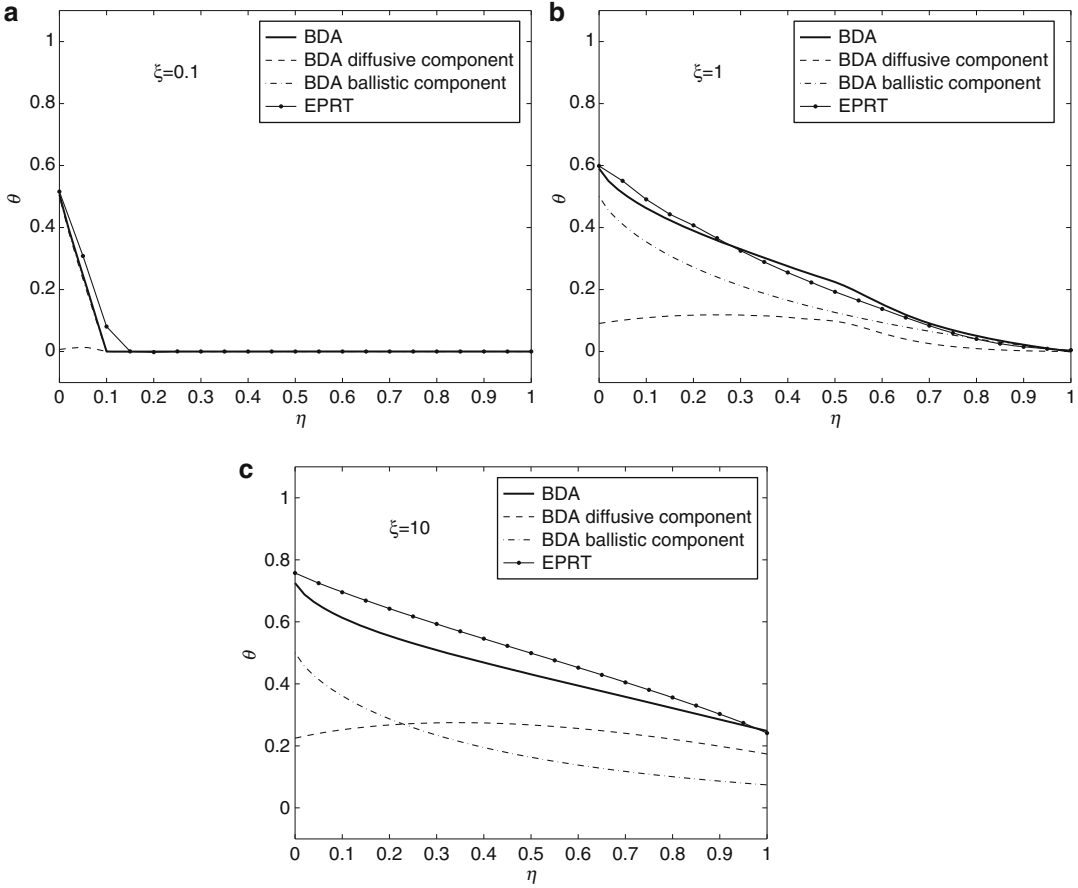 a
1
0.8
0.6
0.4
0.2
0
θ
ξ=0.1
BDA
BDA diffusive component
BDA ballistic component
EPRT
0 0.1 0.2 0.3 0.4 0.5 0.6 0.7 0.8 0.9 1
η
b
1
0.8
0.6
0.4
0.2
0
θ
ξ=1
BDA
BDA diffusive component
BDA ballistic component
EPRT
0 0.1 0.2 0.3 0.4 0.5 0.6 0.7 0.8 0.9 1
η
c
1
0.8
0.6
0.4
0.2
0
θ
ξ=10
BDA
BDA diffusive component
BDA ballistic component
EPRT
0 0.1 0.2 0.3 0.4 0.5 0.6 0.7 0.8 0.9 1
η